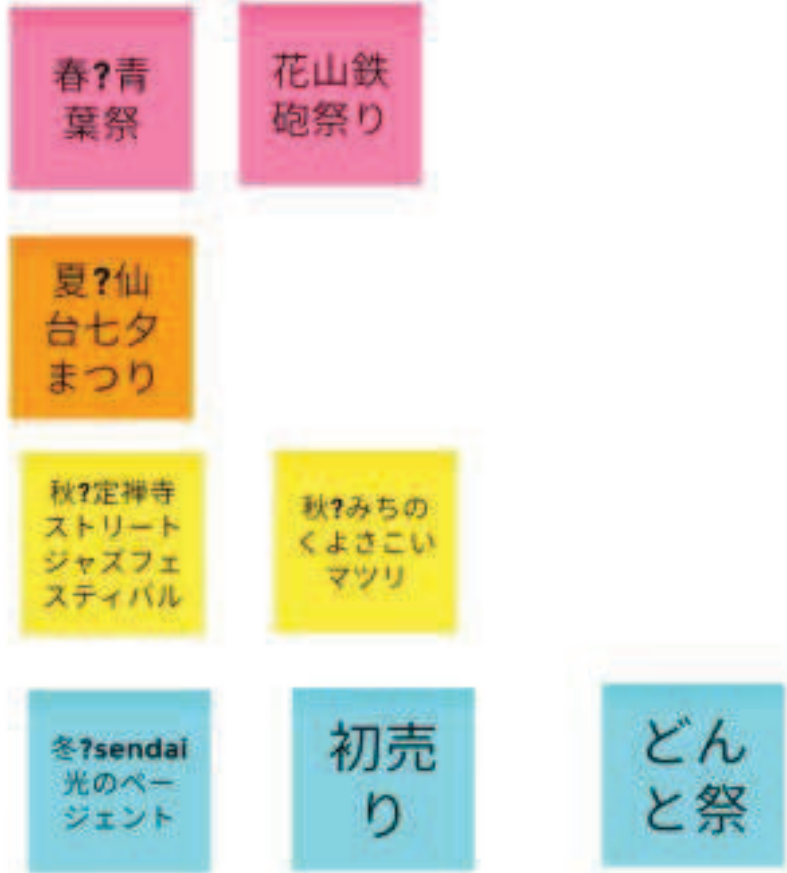 春?青
葉祭
花山鉄
砲祭り
夏?仙
台七夕
まつり
秋?定禅寺
ストリート
ジャズフェ
スティバル
秋?みちの
くよさこい
マツリ
冬?sendai
光のペー
ジェント
初売
り
どん
と祭